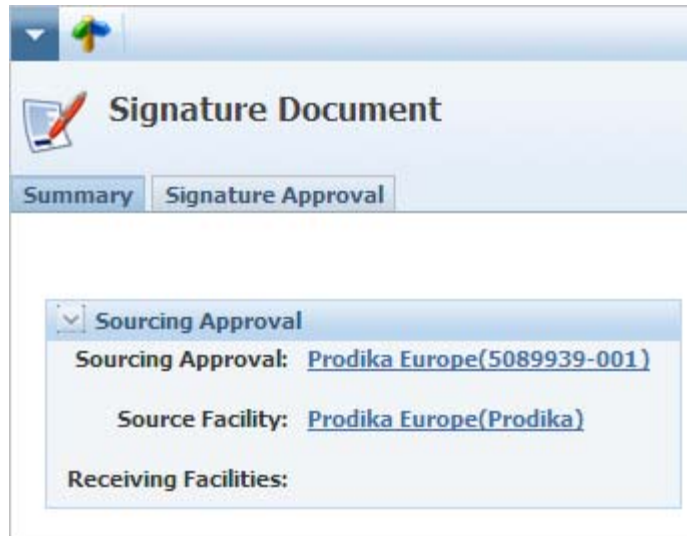 Signature Document
Summary Signature Approval
Sourcing Approval
Sourcing Approval: Prodika Europe(5089939-001)
Source Facility: Prodika Europe(Prodika)
Receiving Facilities: